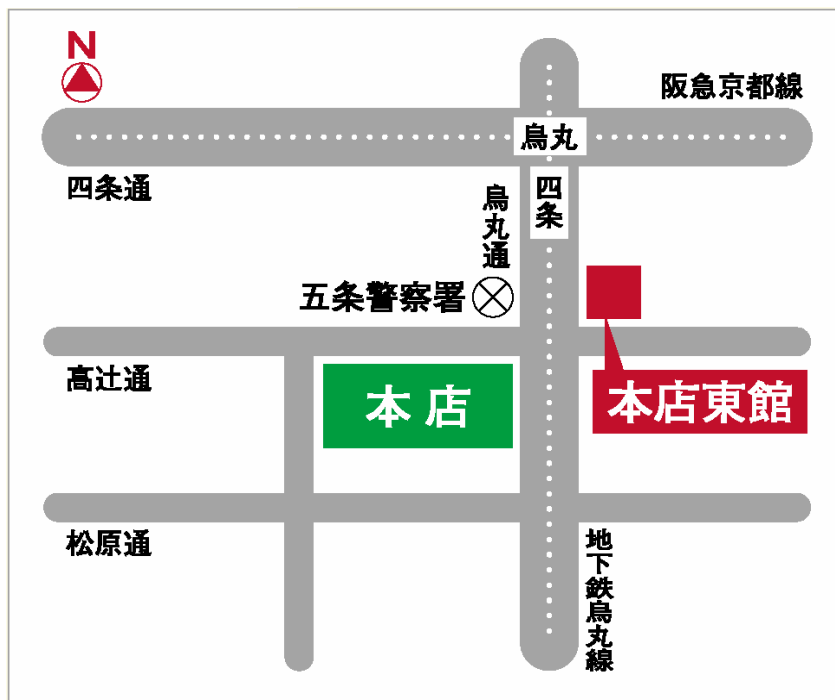 N
阪急京都線
烏丸
四条通
四条
烏丸通
五条警察署
高辻通
本店
本店東館
松原通
地下鉄烏丸線